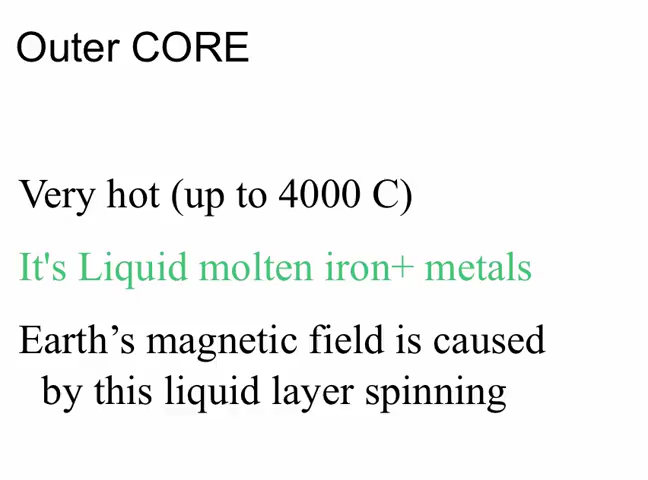 Outer CORE
Very hot (up to 4000 C)
It's Liquid molten iron+ metals
Earth’s magnetic field is caused
by this liquid layer spinning